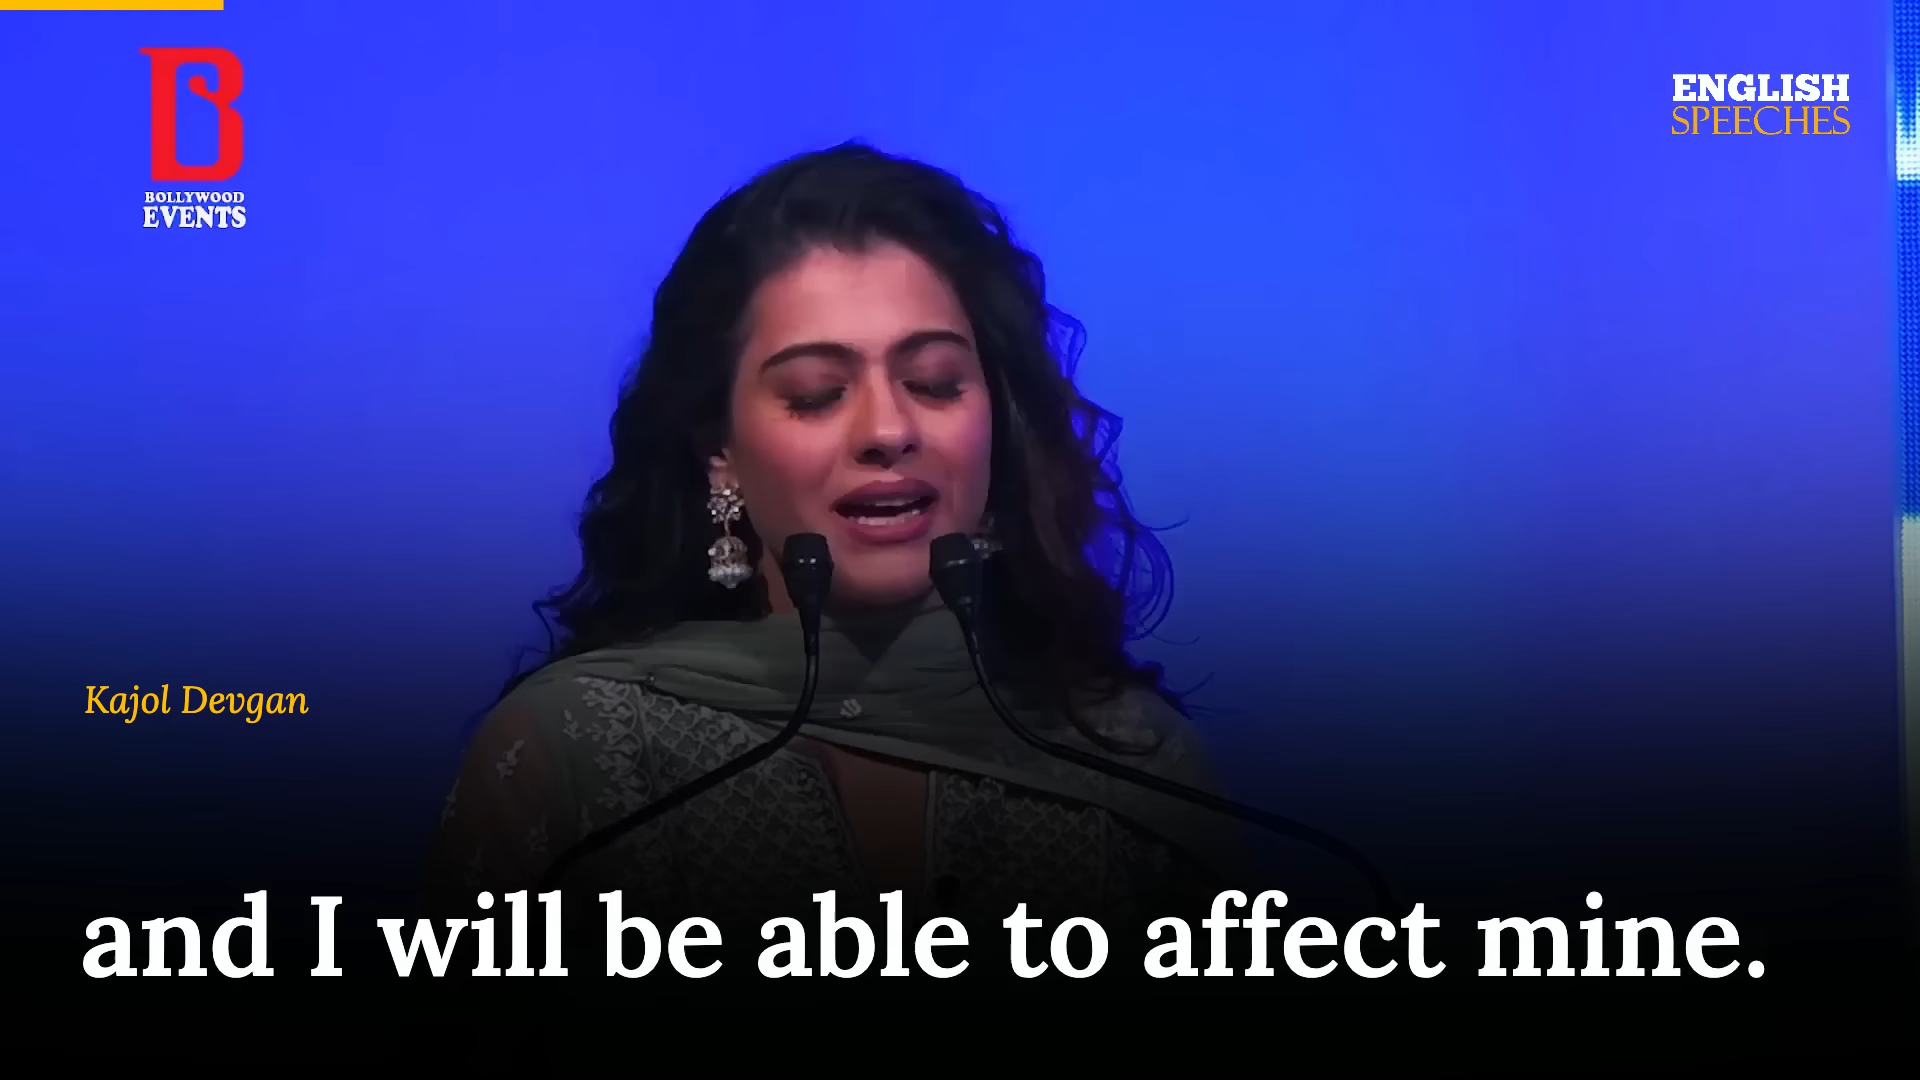 BOLLYWOOD
EVENTS
ENGLISH
SPEECHES
Kajol Devgan
and I will be able to affect mine.